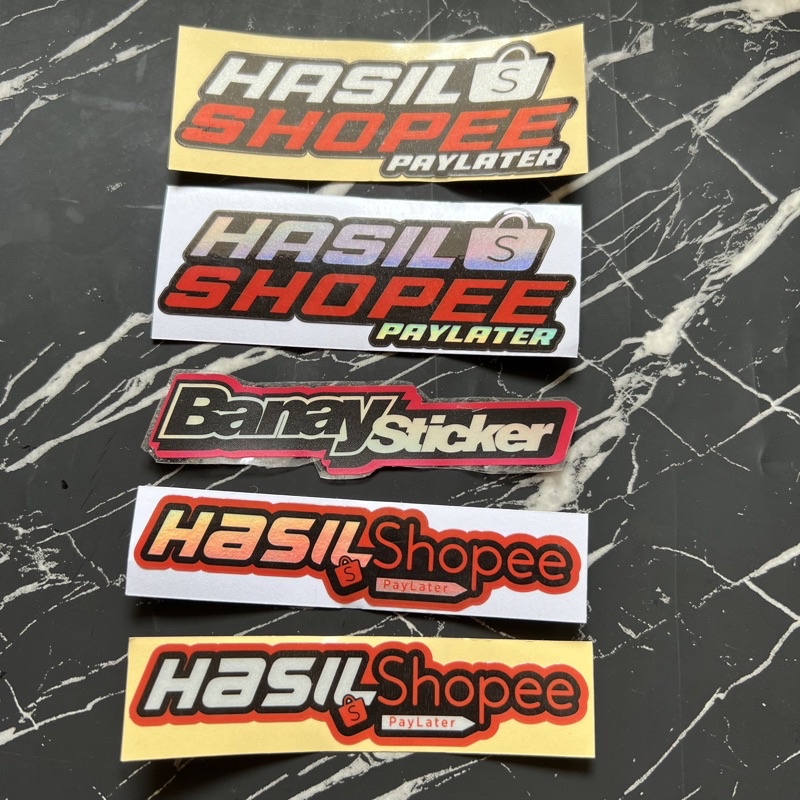 HASIL S
SHOPEE
PAYLATER
HASIL S
SHOPEE
PAYLATER
Banay Sticker
HasIL Shopee
S PayLater
HasIL Shopee
S PayLater